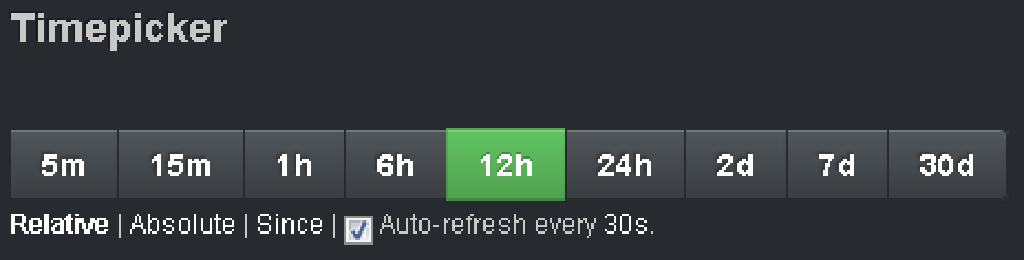 Timepicker
5m 15m 1h 6h 12h 24h 2d 7d 30d
Relative | Absolute | Since | Auto-refresh every 30s.